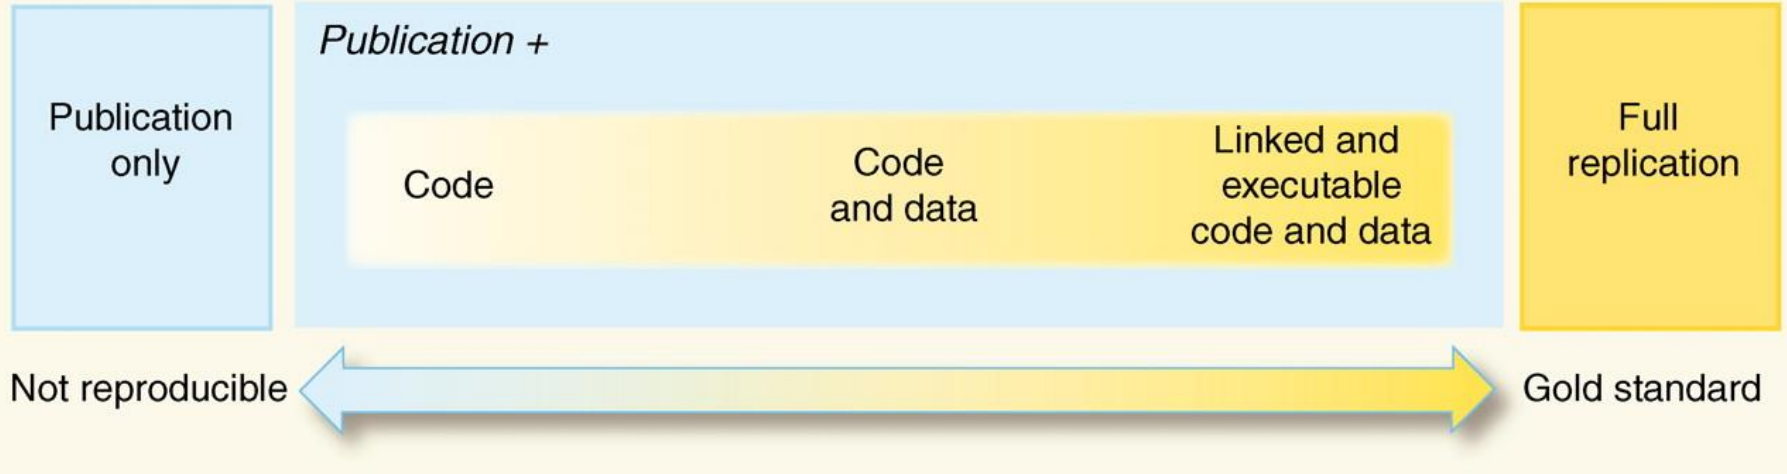 Publication +
Publication
only
Code
Code
and data
Linked and
executable
code and data
Full
replication
Not reproducible
Gold standard